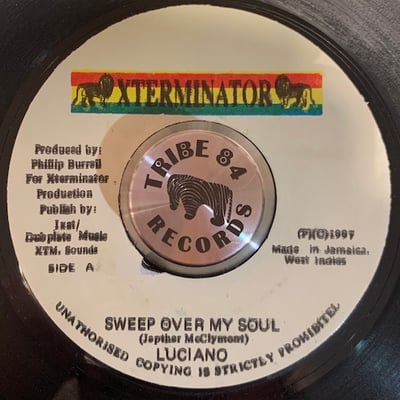 XTERMINATOR
Produced by:
Phillip Burrell
For Xterminator
Production
Publish by:
Ixat/
Dubplate Music
XTM. Sounds
SIDE A
TRIBE 84
RECORDS
(P)(C)1997
Made in Jamaica,
West Indies
SWEEP OVER MY SOUL
(Jepther McClymont)
LUCIANO
UNAUTHORISED COPYING IS STRICTLY PROHIBITEL